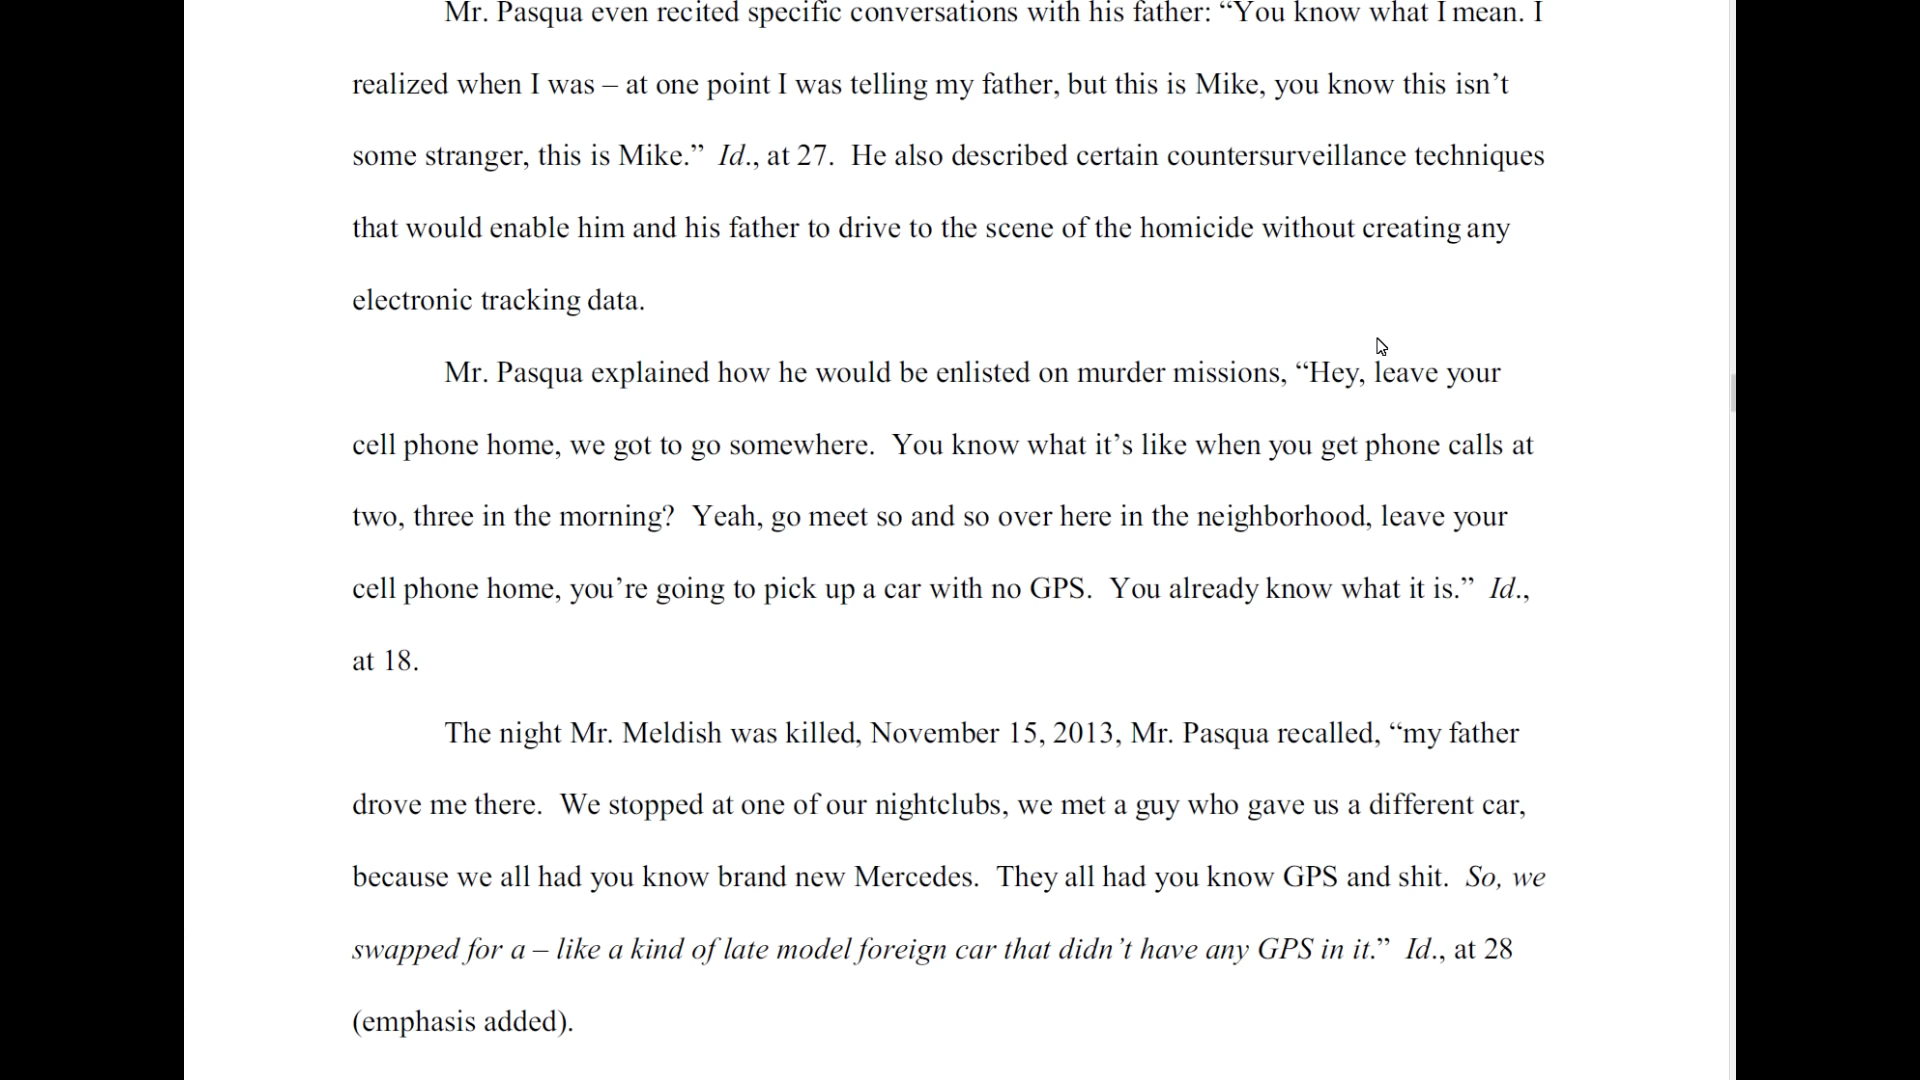 Mr. Pasqua even recited specific conversations with his father: “You know what I mean. I
realized when I was – at one point I was telling my father, but this is Mike, you know this isn’t
some stranger, this is Mike.” Id., at 27. He also described certain countersurveillance techniques
that would enable him and his father to drive to the scene of the homicide without creating any
electronic tracking data.
Mr. Pasqua explained how he would be enlisted on murder missions, “Hey, leave your
cell phone home, we got to go somewhere. You know what it’s like when you get phone calls at
two, three in the morning? Yeah, go meet so and so over here in the neighborhood, leave your
cell phone home, you’re going to pick up a car with no GPS. You already know what it is.” Id.,
at 18.
The night Mr. Meldish was killed, November 15, 2013, Mr. Pasqua recalled, “my father
drove me there. We stopped at one of our nightclubs, we met a guy who gave us a different car,
because we all had you know brand new Mercedes. They all had you know GPS and shit. So, we
swapped for a – like a kind of late model foreign car that didn’t have any GPS in it.” Id., at 28
(emphasis added).